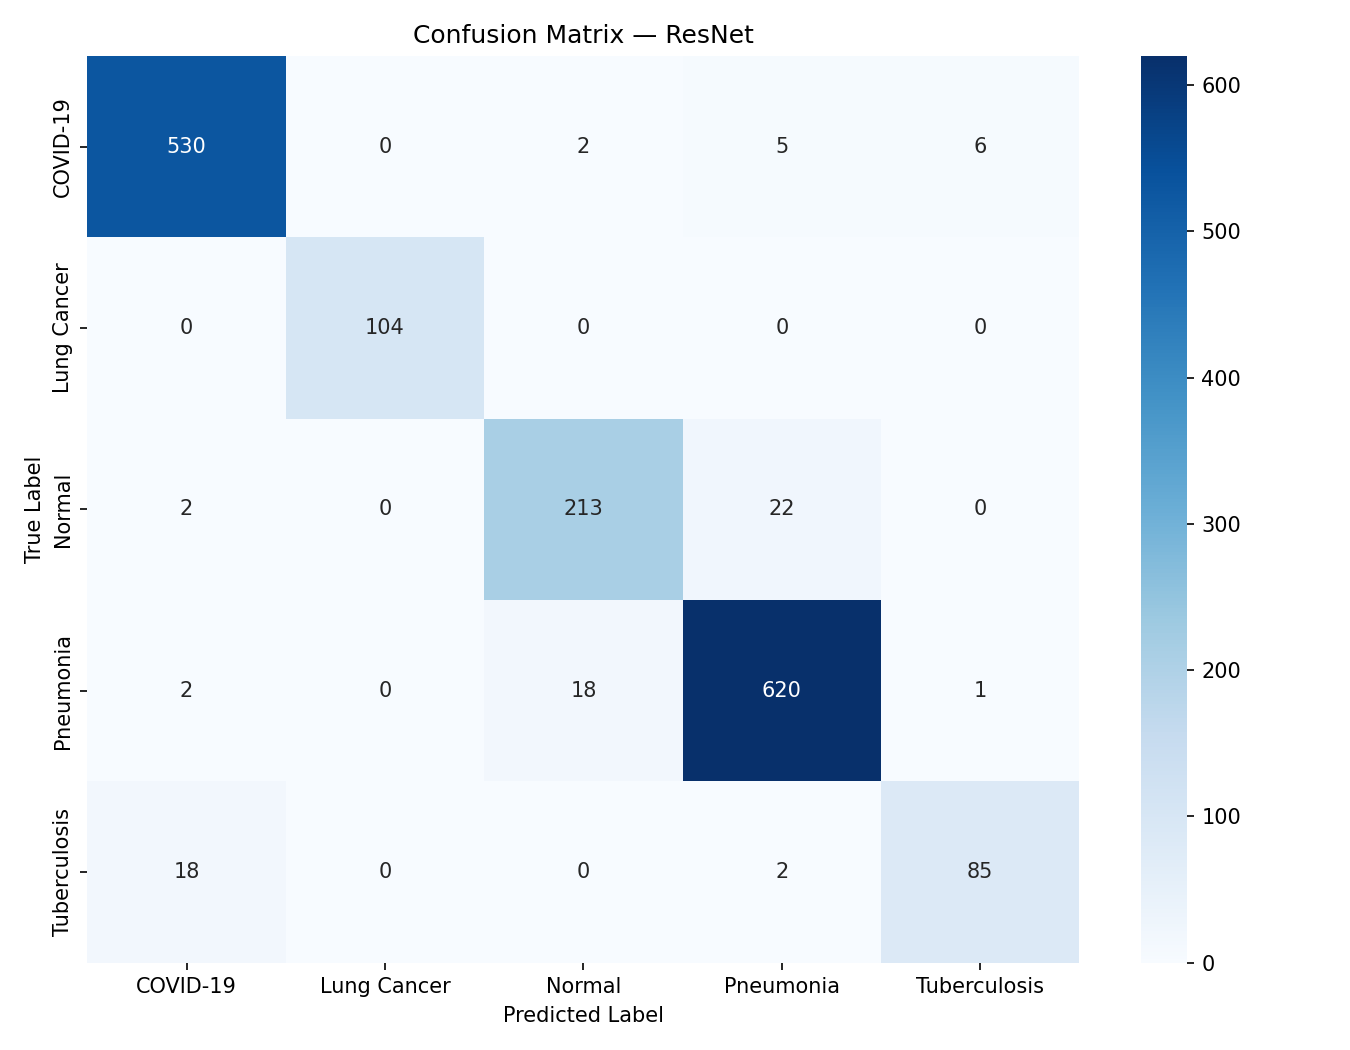 Confusion Matrix — ResNet
True Label
COVID-19
530 0 2 5 6
Lung Cancer
0 104 0 0 0
Normal
2 0 213 22 0
Pneumonia
2 0 18 620 1
Tuberculosis
18 0 0 2 85
COVID-19 Lung Cancer Normal Pneumonia Tuberculosis
Predicted Label
600
500
400
300
200
100
0